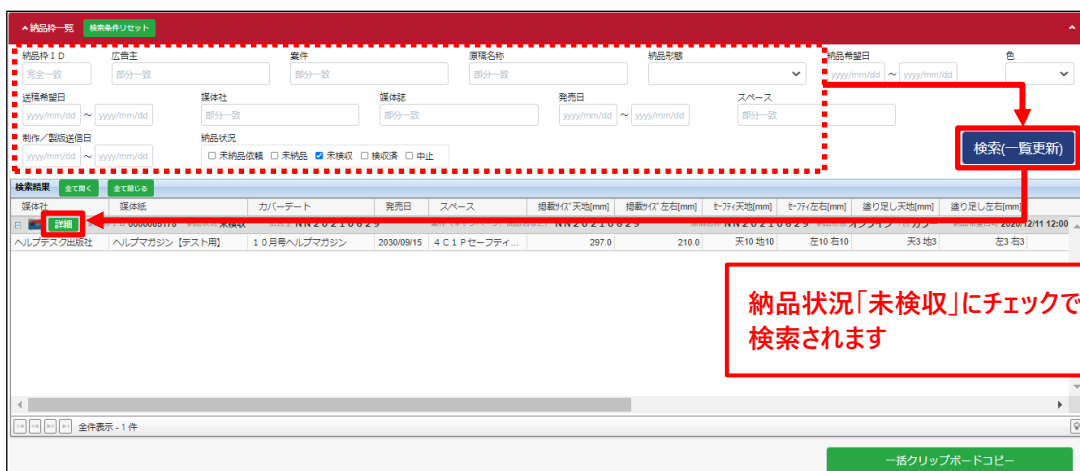 納品枠一覧 検索条件リセット
納品枠ＩＤ 広告主 案件 原稿名称 納品形態 納品希望日 色
完全一致 部分一致 部分一致 部分一致 yyyy/mm/dd ～ yyyy/mm/dd
送稿希望日 媒体社 媒体誌 発売日 スペース
yyyy/mm/dd ～ yyyy/mm/dd 部分一致 部分一致 yyyy/mm/dd ～ yyyy/mm/dd 部分一致
制作／製版送信日 納品状況
yyyy/mm/dd ～ yyyy/mm/dd 未納品依頼 未納品 未検収 検収済 中止
検索(一覧更新)
検索結果 全て開く 全て閉じる
媒体社 媒体紙 カバーデート 発売日 スペース 掲載ｻｲｽﾞ天地[mm] 掲載ｻｲｽﾞ左右[mm] ｾｰﾌﾃｨ天地[mm] ｾｰﾌﾃｨ左右[mm] 塗り足し天地[mm] 塗り足し左右[mm]
詳細 未検収 2020/12/11 12:00
ヘルプデスク出版社 ヘルプマガジン【テスト用】 １０月号ヘルプマガジン 2030/09/15 ４Ｃ１Ｐセーフティ... 297.0 210.0 天10 地10 左10 右10 天3 地3 左3 右3
納品状況「未検収」にチェックで
検索されます
全件表示 - 1 件
一括クリップボードコピー